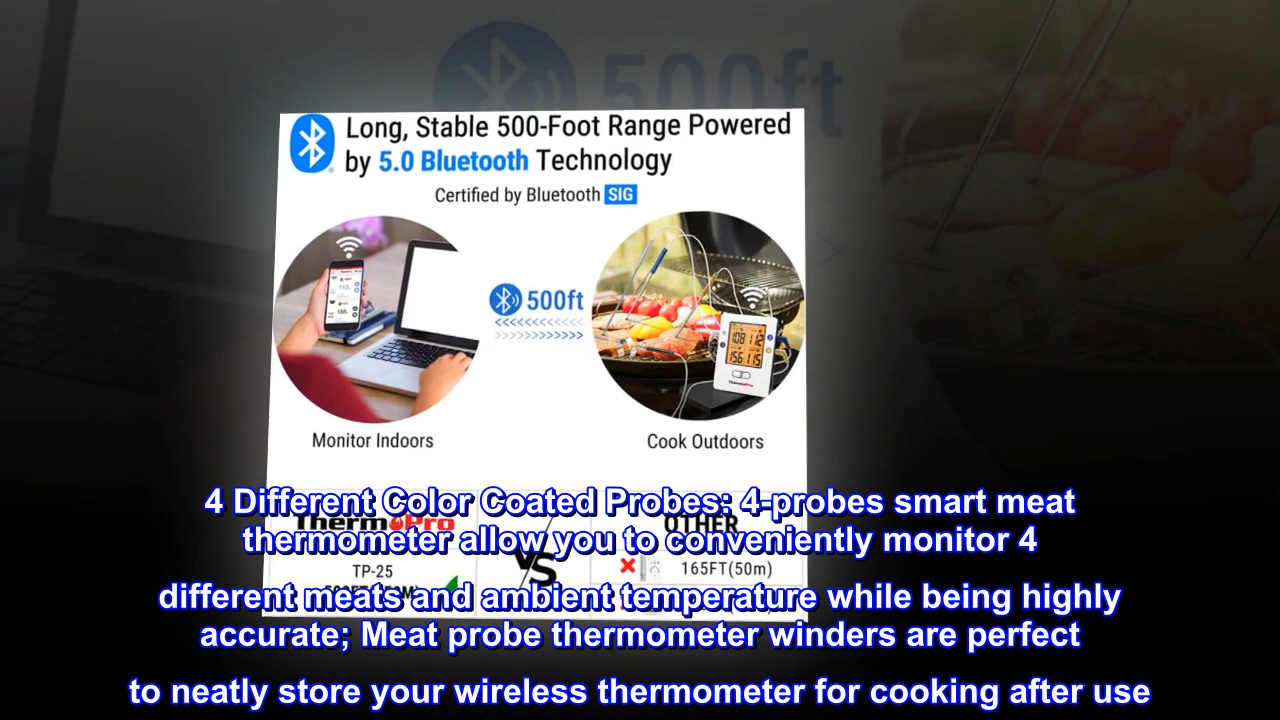 500ft
Long, Stable 500-Foot Range Powered
by 5.0 Bluetooth Technology
Certified by Bluetooth SIG
500ft
Monitor Indoors
Cook Outdoors
4 Different Color Coated Probes: 4-probes smart meat
ThermoPro
VS
OTHER
thermometer allow you to conveniently monitor 4
TP-25
165FT(50m)
different meats and ambient temperature while being highly
accurate; Meat probe thermometer winders are perfect
to neatly store your wireless thermometer for cooking after use